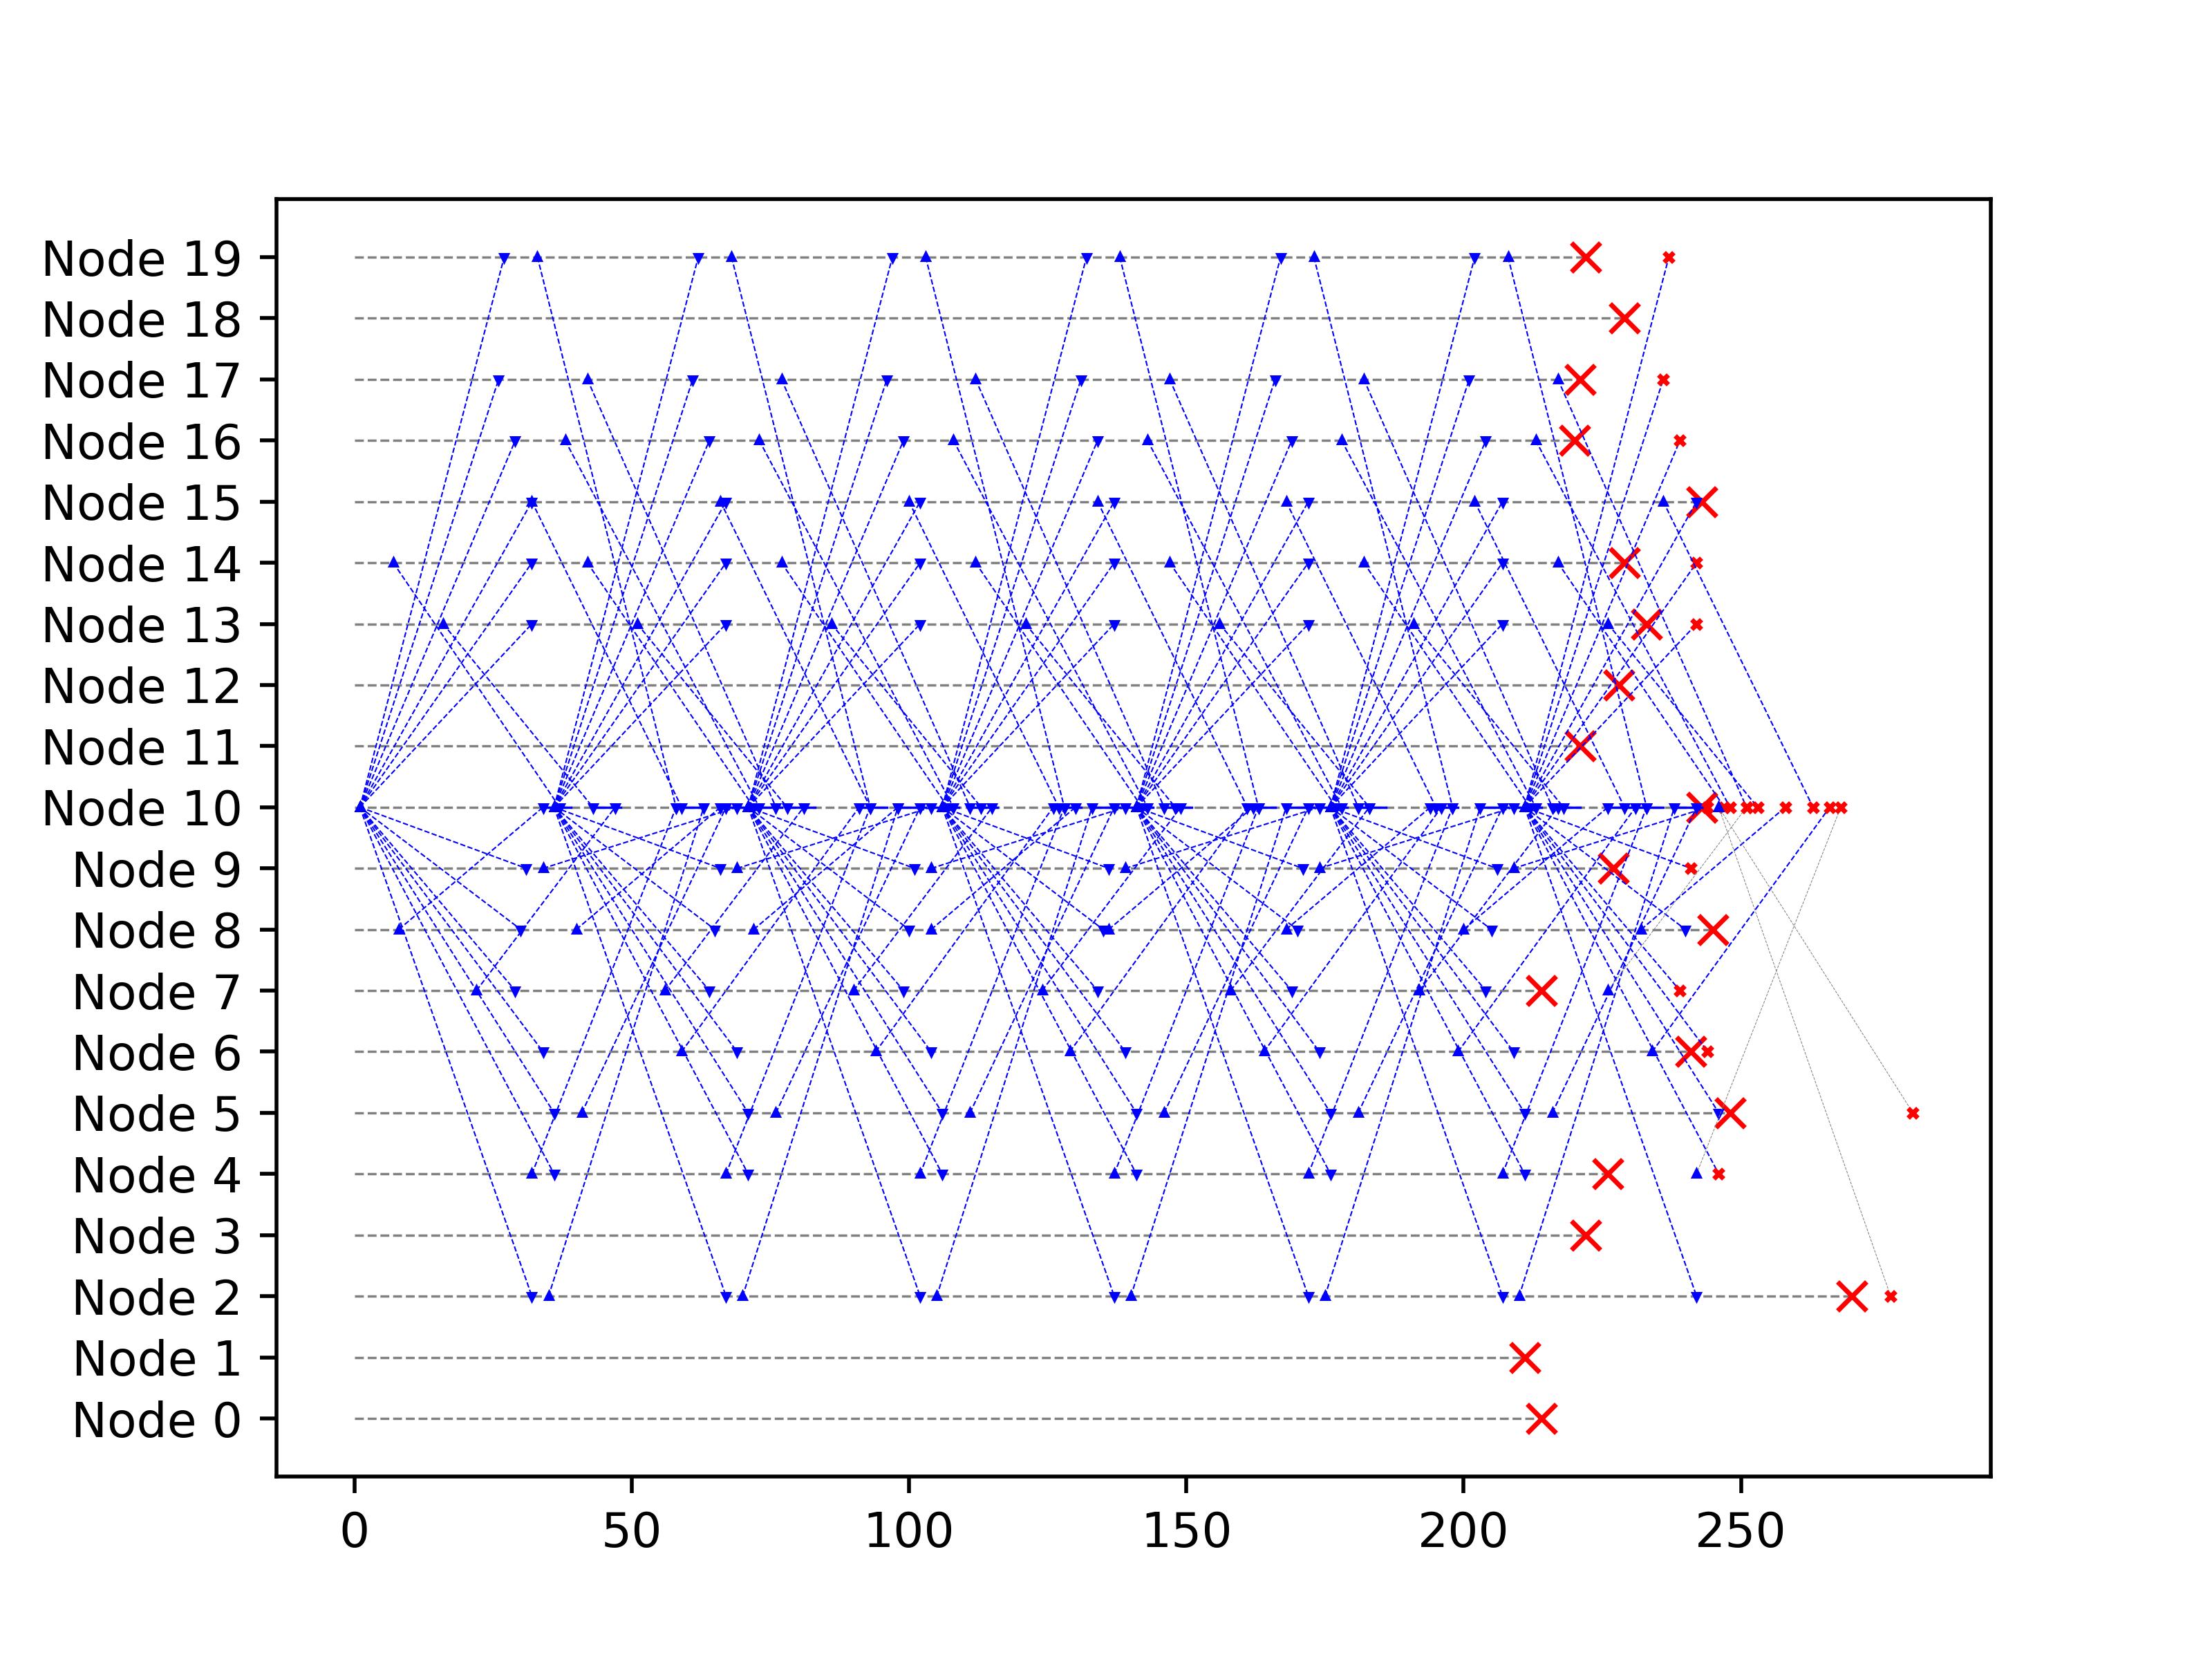 Node 19
Node 18
Node 17
Node 16
Node 15
Node 14
Node 13
Node 12
Node 11
Node 10
Node 9
Node 8
Node 7
Node 6
Node 5
Node 4
Node 3
Node 2
Node 1
Node 0
0 50 100 150 200 250